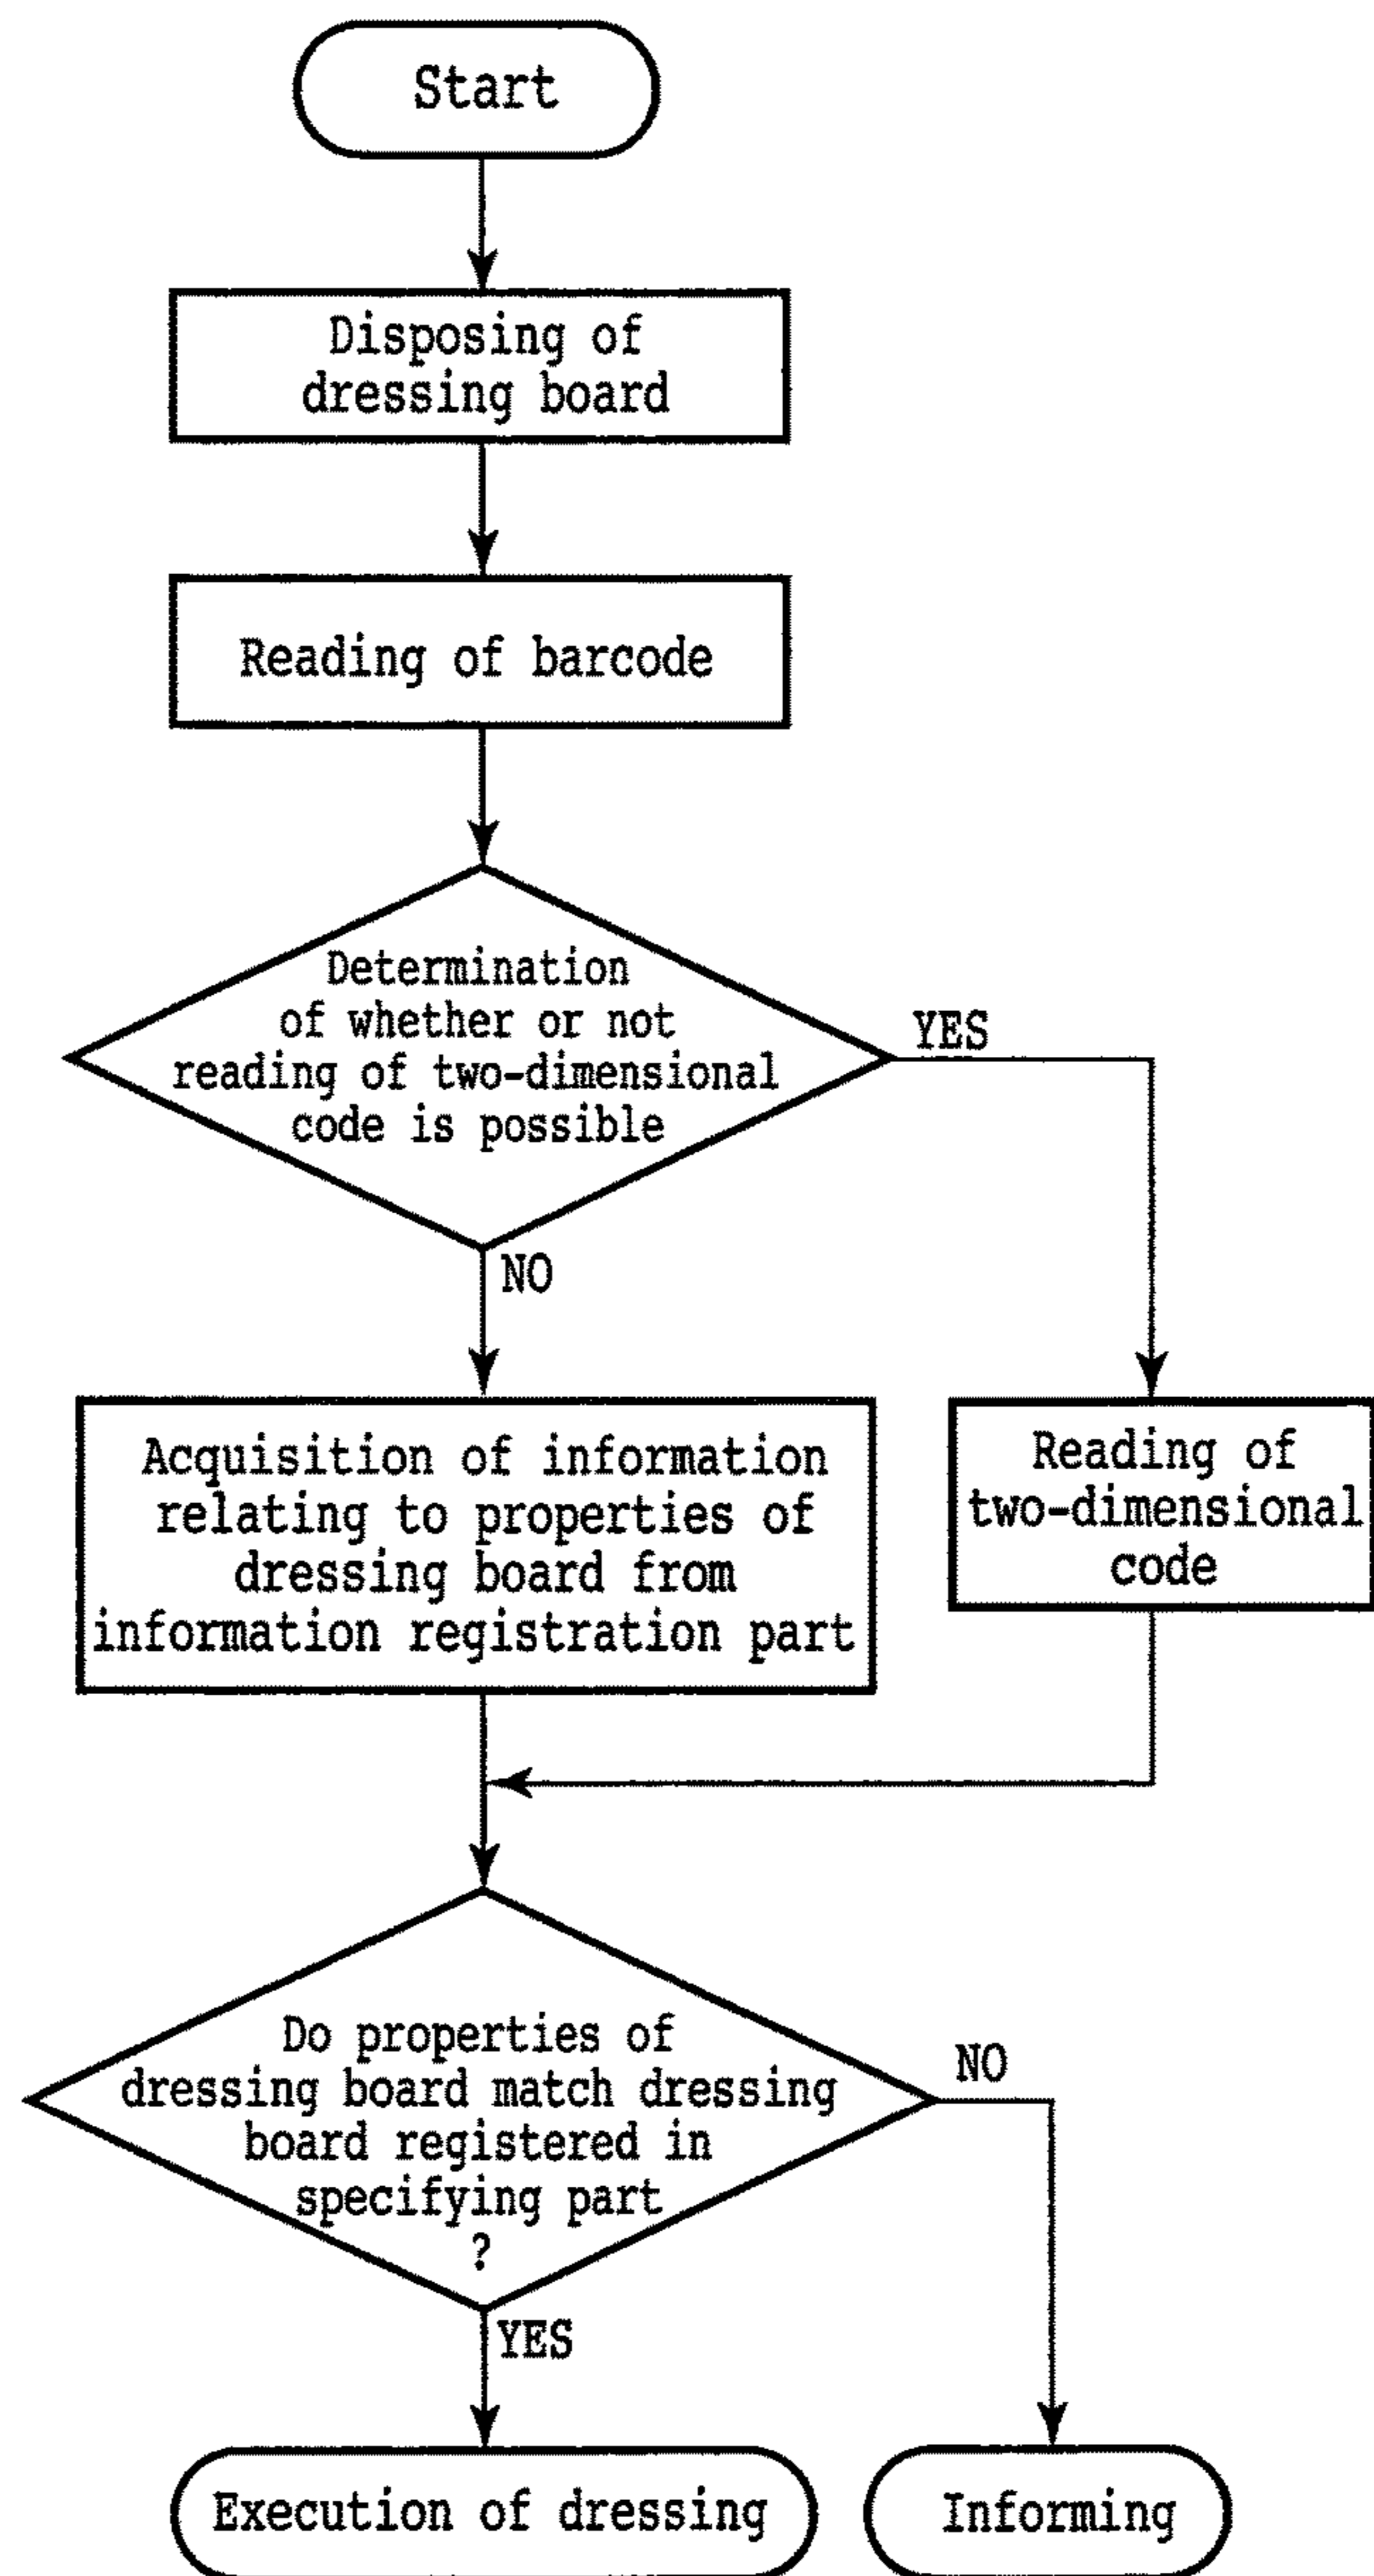 Start
Disposing of
dressing board
Reading of barcode
Determination
of whether or not
reading of two-dimensional
code is possible
YES
NO
Acquisition of information
relating to properties of
dressing board from
information registration part
Reading of
two-dimensional
code
Do properties of
dressing board match dressing
board registered in
specifying part
?
NO
YES
Execution of dressing
Informing